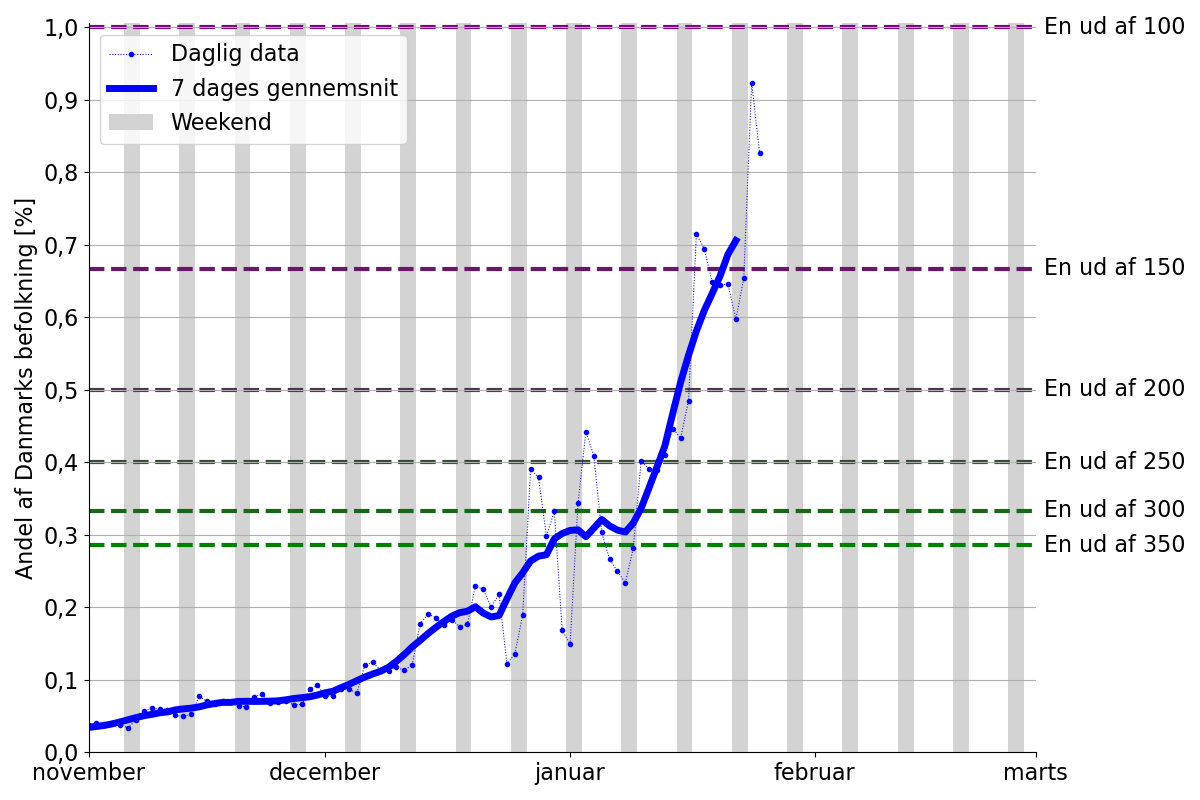 Daglig data
7 dages gennemsnit
Weekend
Andel af Danmarks befolkning [%]
1,0
0,9
0,8
0,7
0,6
0,5
0,4
0,3
0,2
0,1
0,0
november
december
januar
februar
marts
En ud af 100
En ud af 150
En ud af 200
En ud af 250
En ud af 300
En ud af 350